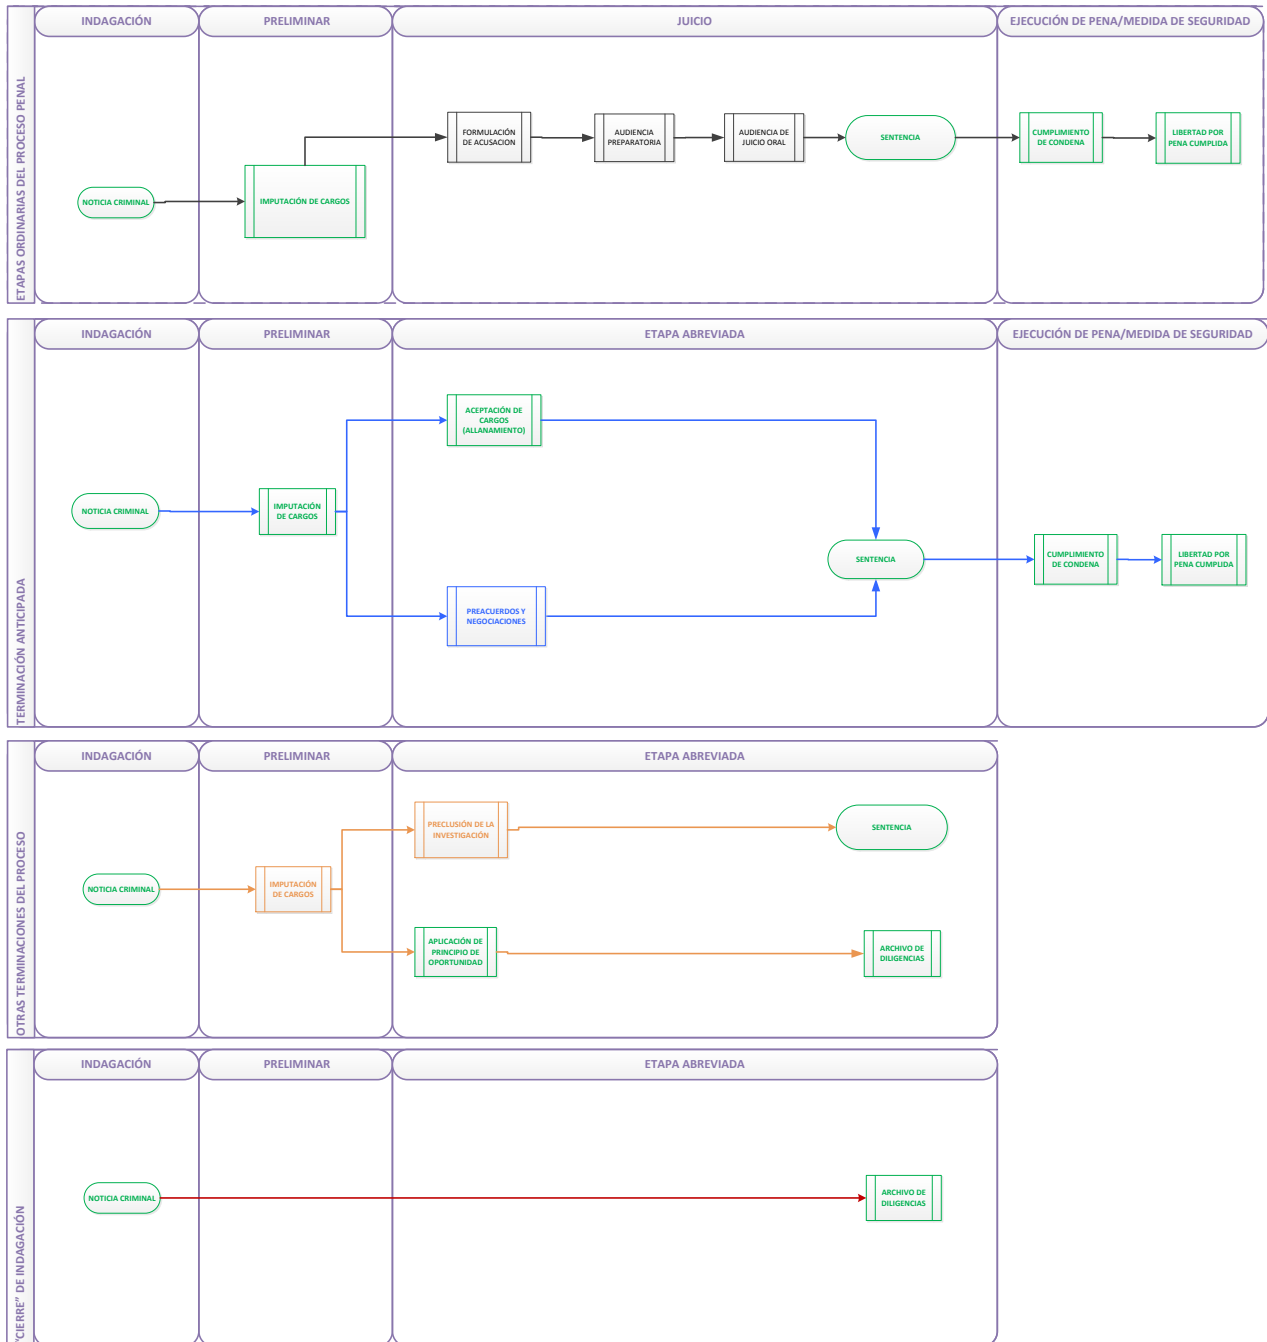 ETAPAS ORDINARIAS DEL PROCESO PENAL
INDAGACIÓN
PRELIMINAR
JUICIO
EJECUCIÓN DE PENA/MEDIDA DE SEGURIDAD
NOTICIA CRIMINAL
IMPUTACIÓN DE CARGOS
FORMULACIÓN
DE ACUSACION
AUDIENCIA
PREPARATORIA
AUDIENCIA DE
JUICIO ORAL
SENTENCIA
CUMPLIMIENTO
DE CONDENA
LIBERTAD POR
PENA CUMPLIDA
TERMINACIÓN ANTICIPADA
INDAGACIÓN
PRELIMINAR
ETAPA ABREVIADA
EJECUCIÓN DE PENA/MEDIDA DE SEGURIDAD
NOTICIA CRIMINAL
IMPUTACIÓN
DE CARGOS
ACEPTACIÓN DE
CARGOS
(ALLANAMIENTO)
PREACUERDOS Y
NEGOCIACIONES
SENTENCIA
CUMPLIMIENTO
DE CONDENA
LIBERTAD POR
PENA CUMPLIDA
OTRAS TERMINACIONES DEL PROCESO
INDAGACIÓN
PRELIMINAR
ETAPA ABREVIADA
NOTICIA CRIMINAL
IMPUTACIÓN
DE CARGOS
PRECLUSIÓN DE LA
INVESTIGACIÓN
SENTENCIA
APLICACIÓN DE
PRINCIPIO DE
OPORTUNIDAD
ARCHIVO DE
DILIGENCIAS
"CIERRE" DE INDAGACIÓN
INDAGACIÓN
PRELIMINAR
ETAPA ABREVIADA
NOTICIA CRIMINAL
ARCHIVO DE
DILIGENCIAS